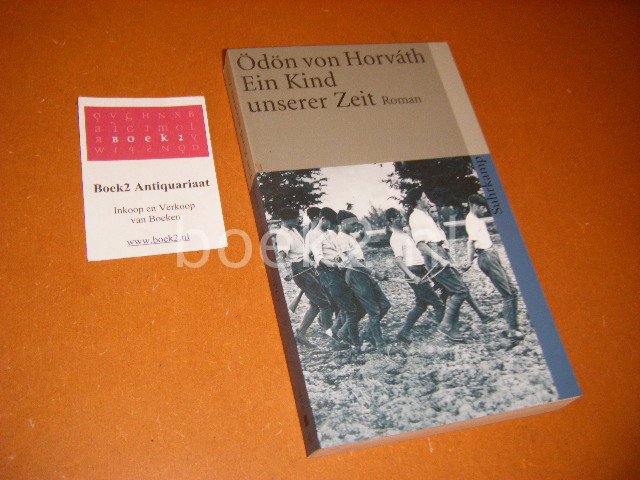 Ödön von Horváth
Ein Kind
unserer Zeit Roman
Suhrkamp
BOEK2
Boek2 Antiquariaat
Inkoop en Verkoop
van Boeken
www.boek2.nl
boek2.nl